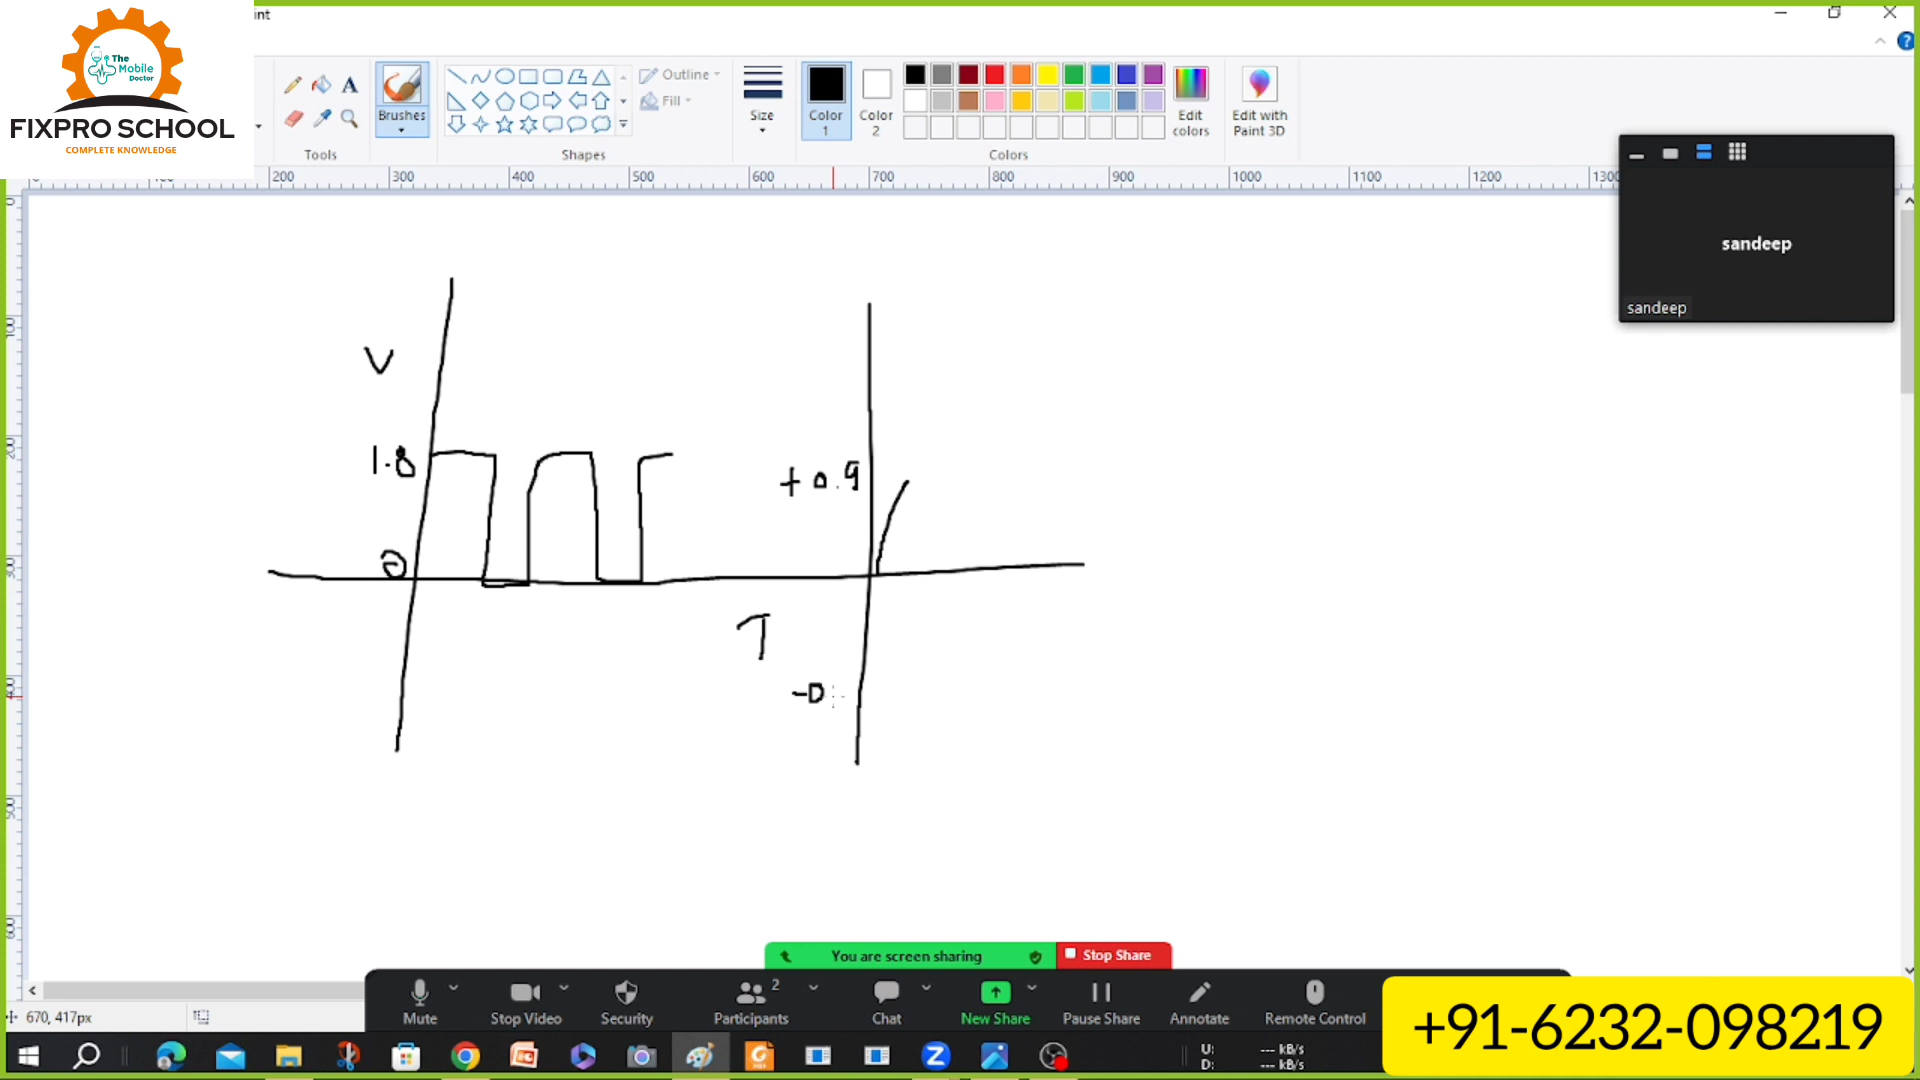 int
The
Mobile
Doctor
FIXPRO SCHOOL
COMPLETE KNOWLEDGE
Brushes
Outline
Fill
Size
Color
1
Color
2
Edit
colors
Edit with
Paint 3D
Tools
Shapes
Colors
200
300
400
500
600
700
800
900
1000
1100
1200
1300
sandeep
sandeep
V
1.8
0
+0.9
T
-0.
You are screen sharing
Stop Share
2
Mute
Stop Video
Security
Participants
Chat
New Share
Pause Share
Annotate
Remote Control
670, 417px
+91-6232-098219
U: --- kB/s
D: --- kB/s